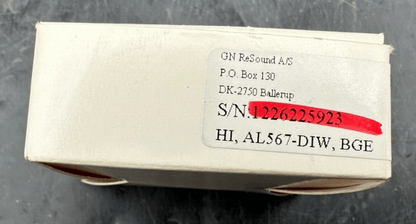 GN ReSound A/S
P.O. Box 130
DK-2750 Ballerup
S/N:1226225923
HI, AL567-DIW, BGE